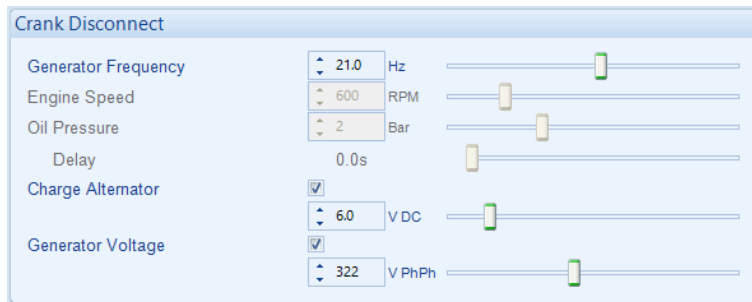 Crank Disconnect
Generator Frequency 21.0 Hz
Engine Speed 600 RPM
Oil Pressure 2 Bar
Delay 0.0s
Charge Alternator
6.0 V DC
Generator Voltage
322 V PhPh